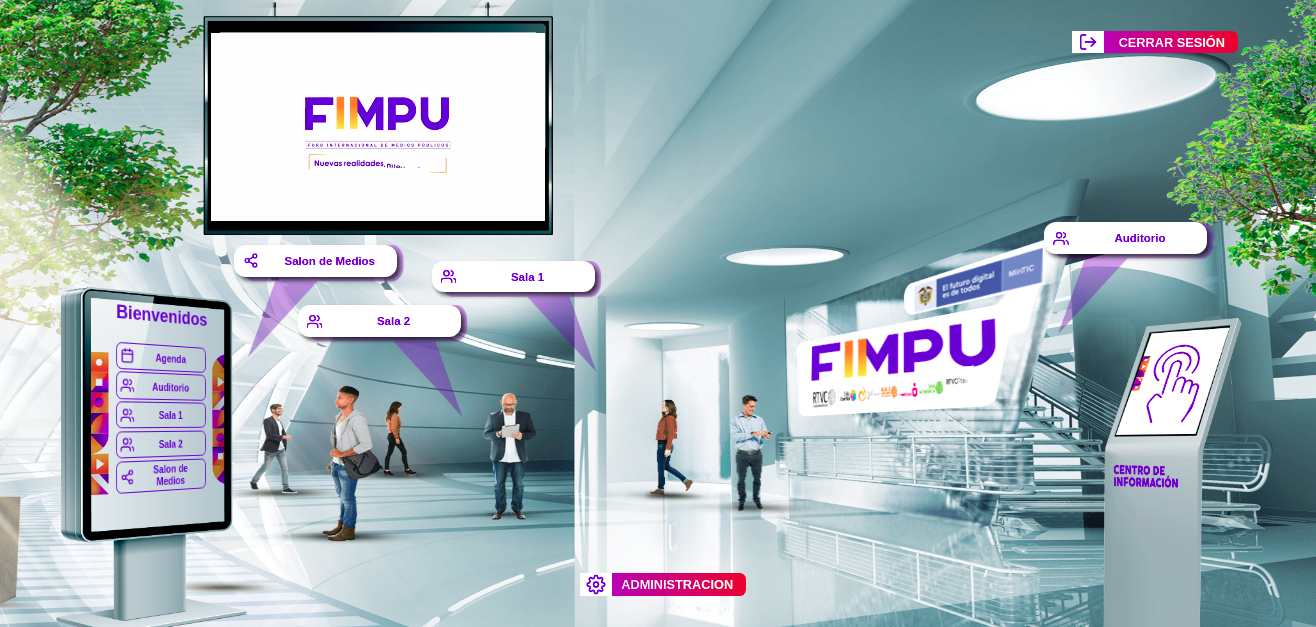 CERRAR SESIÓN
FIMPU
FORO INTERNACIONAL DE MEDIOS PÚBLICOS
Nuevas realidades,
Auditorio
Salon de Medios
Sala 1
Sala 2
El futuro digital
es de todos
MinTIC
FIMPU
RTVC
Bienvenidos
Agenda
Auditorio
Sala 1
Sala 2
Salon de
Medios
CENTRO DE
INFORMACIÓN
ADMINISTRACION